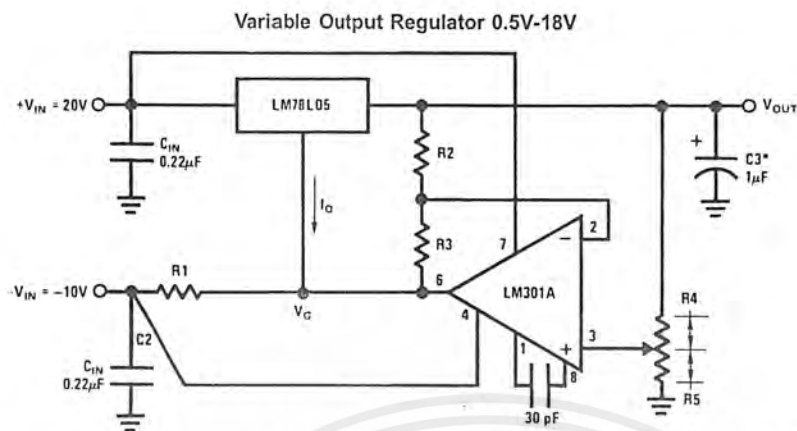 Variable Output Regulator 0.5V-18V
+VIN = 20V
LM78L05
VOUT
CIN
0.22μF
R2
C3*
1μF
+
IQ
R3
7
2
−
R1
6
LM301A
-VIN = −10V
VG
4
3
+
R4
C2
1
8
R5
CIN
0.22μF
30 pF